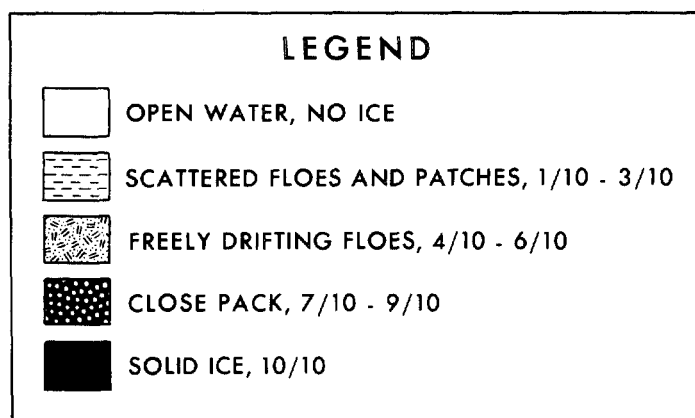 LEGEND
OPEN WATER, NO ICE
SCATTERED FLOES AND PATCHES, 1/10 - 3/10
FREELY DRIFTING FLOES, 4/10 - 6/10
CLOSE PACK, 7/10 - 9/10
SOLID ICE, 10/10